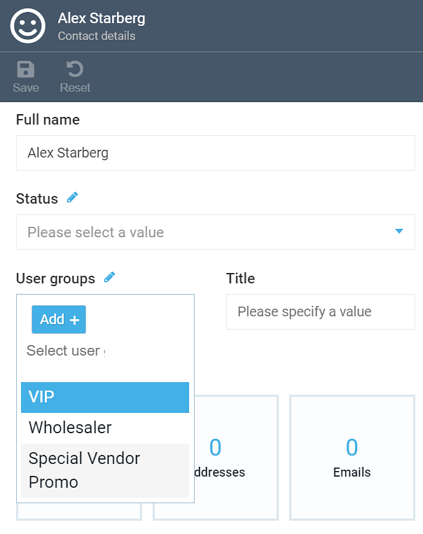 Alex Starberg
Contact details
Save
Reset
Full name
Alex Starberg
Status
Please select a value
User groups
Title
Add +
Please specify a value
Select user
VIP
Wholesaler
Special Vendor
Promo
0
ddresses
0
Emails